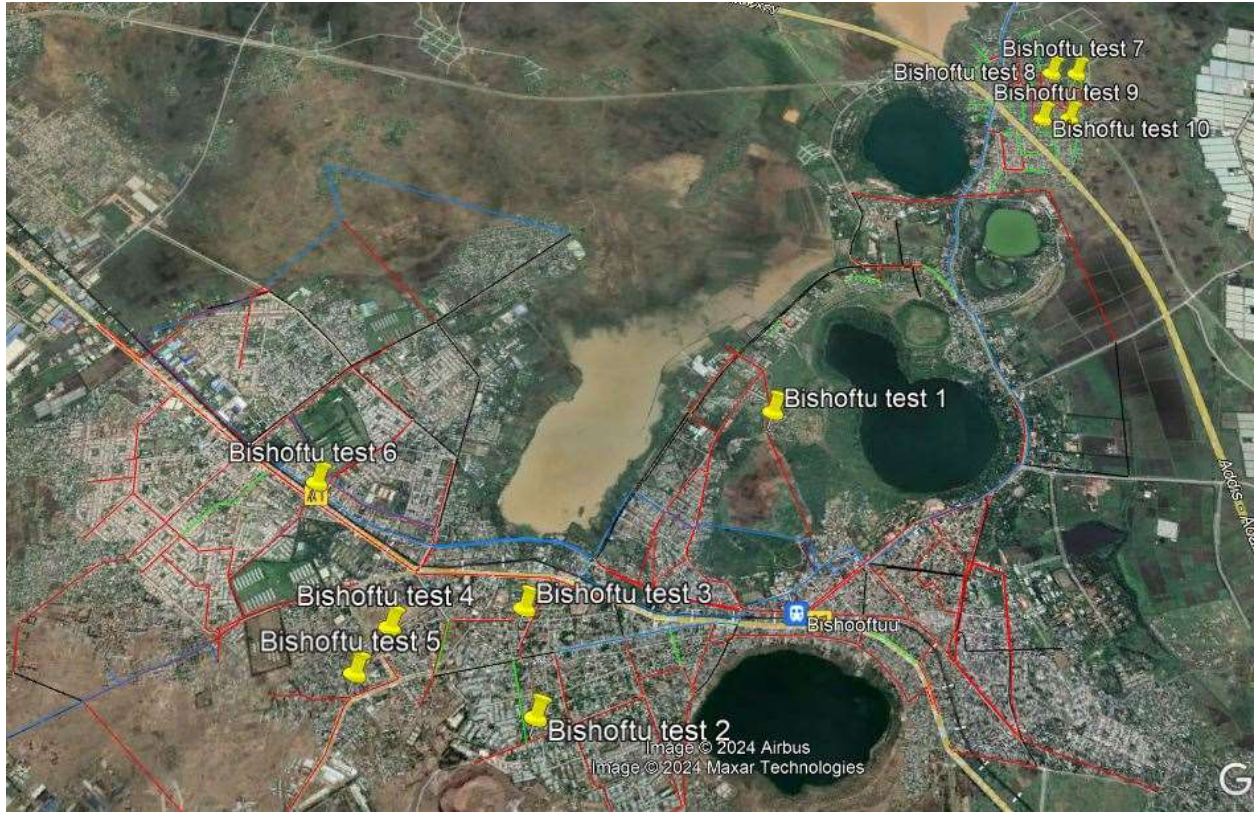 Bishoftu test 7
Bishoftu test 8
Bishoftu test 9
Bishoftu test 10
Bishoftu test 1
Bishoftu test 6
Addis - Ada
Bishoftu test 3
Bishoftu test 4
Bishooftuu
Bishoftu test 5
Bishoftu test 2
Image © 2024 Airbus
Image © 2024 Maxar Technologies
G